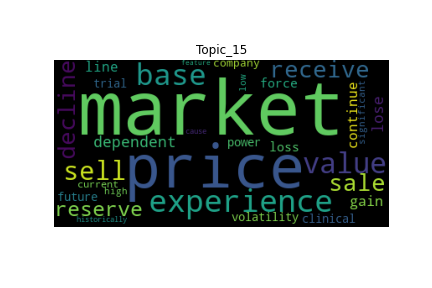 Topic_15
feature company
line base receive
trial low force
decline market continue significant lose
dependent power loss cause
price value
sell sale
current high experience
future gain
reserve volatility clinical
historically